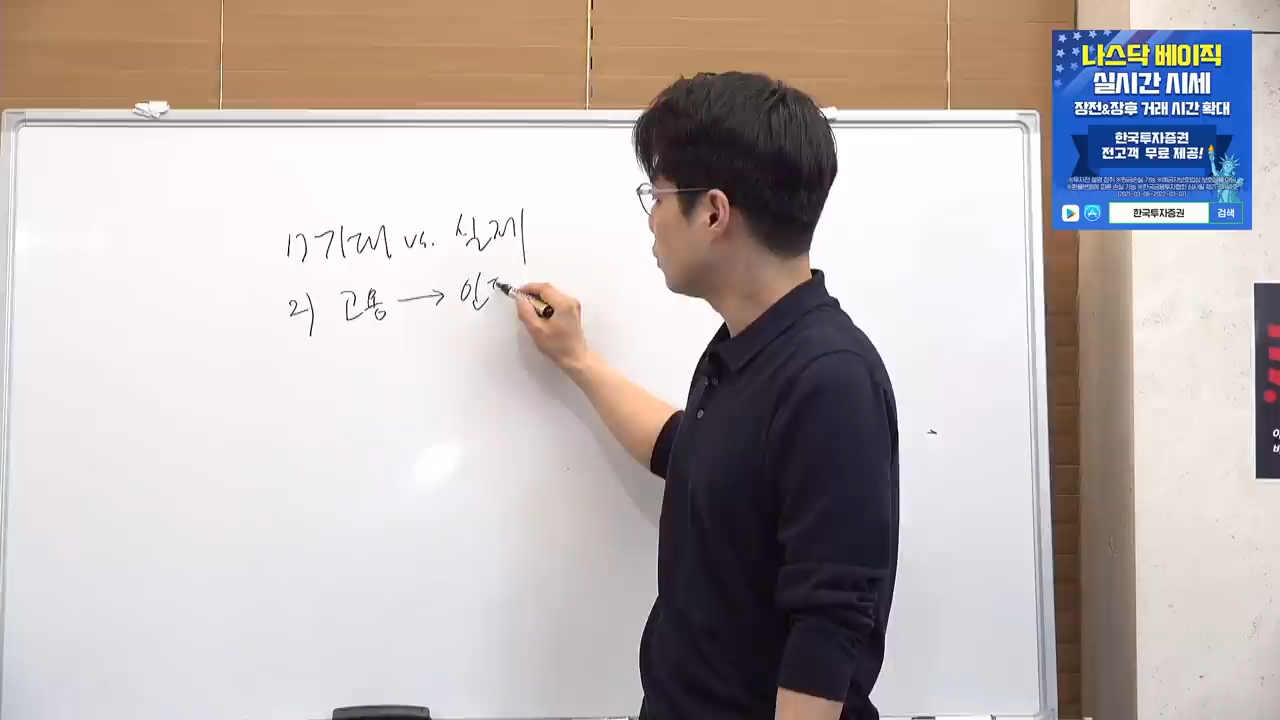 1) 기대 vs. 실제
2) 고용 → 인
나스닥 베이직
실시간 시세
장전&장후 거래 시간 확대
한국투자증권
전고객 무료 제공!
한국투자증권 검색